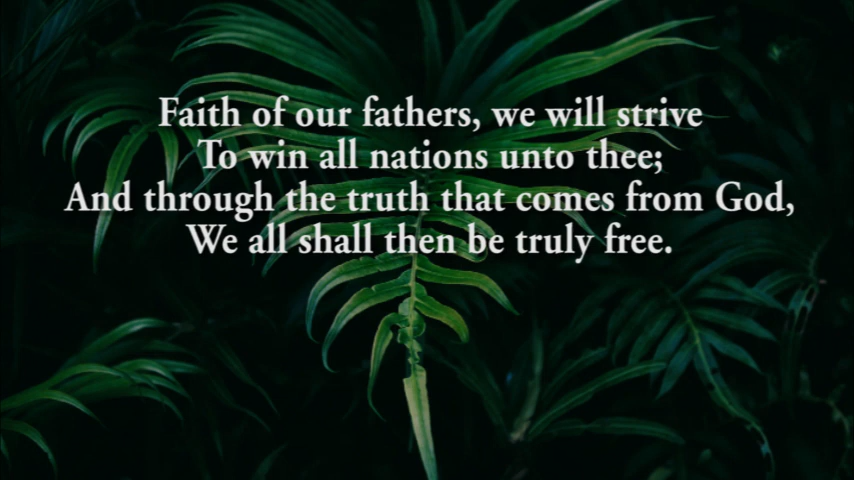 Faith of our fathers, we will strive
To win all nations unto thee;
And through the truth that comes from God,
We all shall then be truly free.